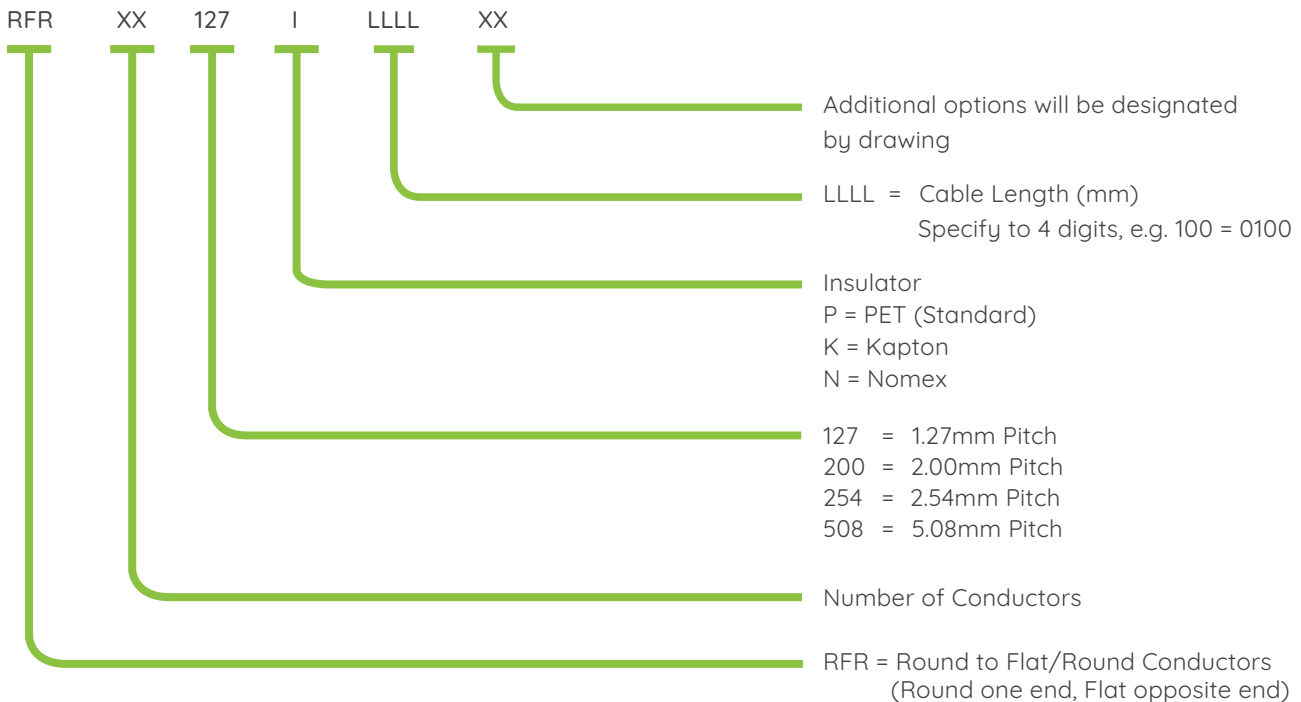 RFR XX 127 I LLLL XX
Additional options will be designated
by drawing
LLLL = Cable Length (mm)
Specify to 4 digits, e.g. 100 = 0100
Insulator
P = PET (Standard)
K = Kapton
N = Nomex
127 = 1.27mm Pitch
200 = 2.00mm Pitch
254 = 2.54mm Pitch
508 = 5.08mm Pitch
Number of Conductors
RFR = Round to Flat/Round Conductors
(Round one end, Flat opposite end)